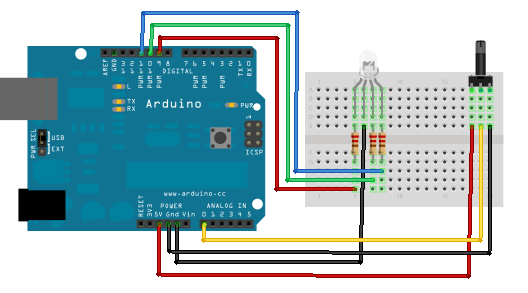 AREF
GND
13
12
11
10
9
8
7
6
5
4
3
2
1
0
PWM
PWM
PWM
PWM
PWM
PWM
TX
RX
DIGITAL
L
TX
RX
Arduino
PWR
USB
EXT
PWR SEL
ICSP
www.arduino.cc
RESET
3V3
POWER
5V Gnd Vin
ANALOG IN
0 1 2 3 4 5